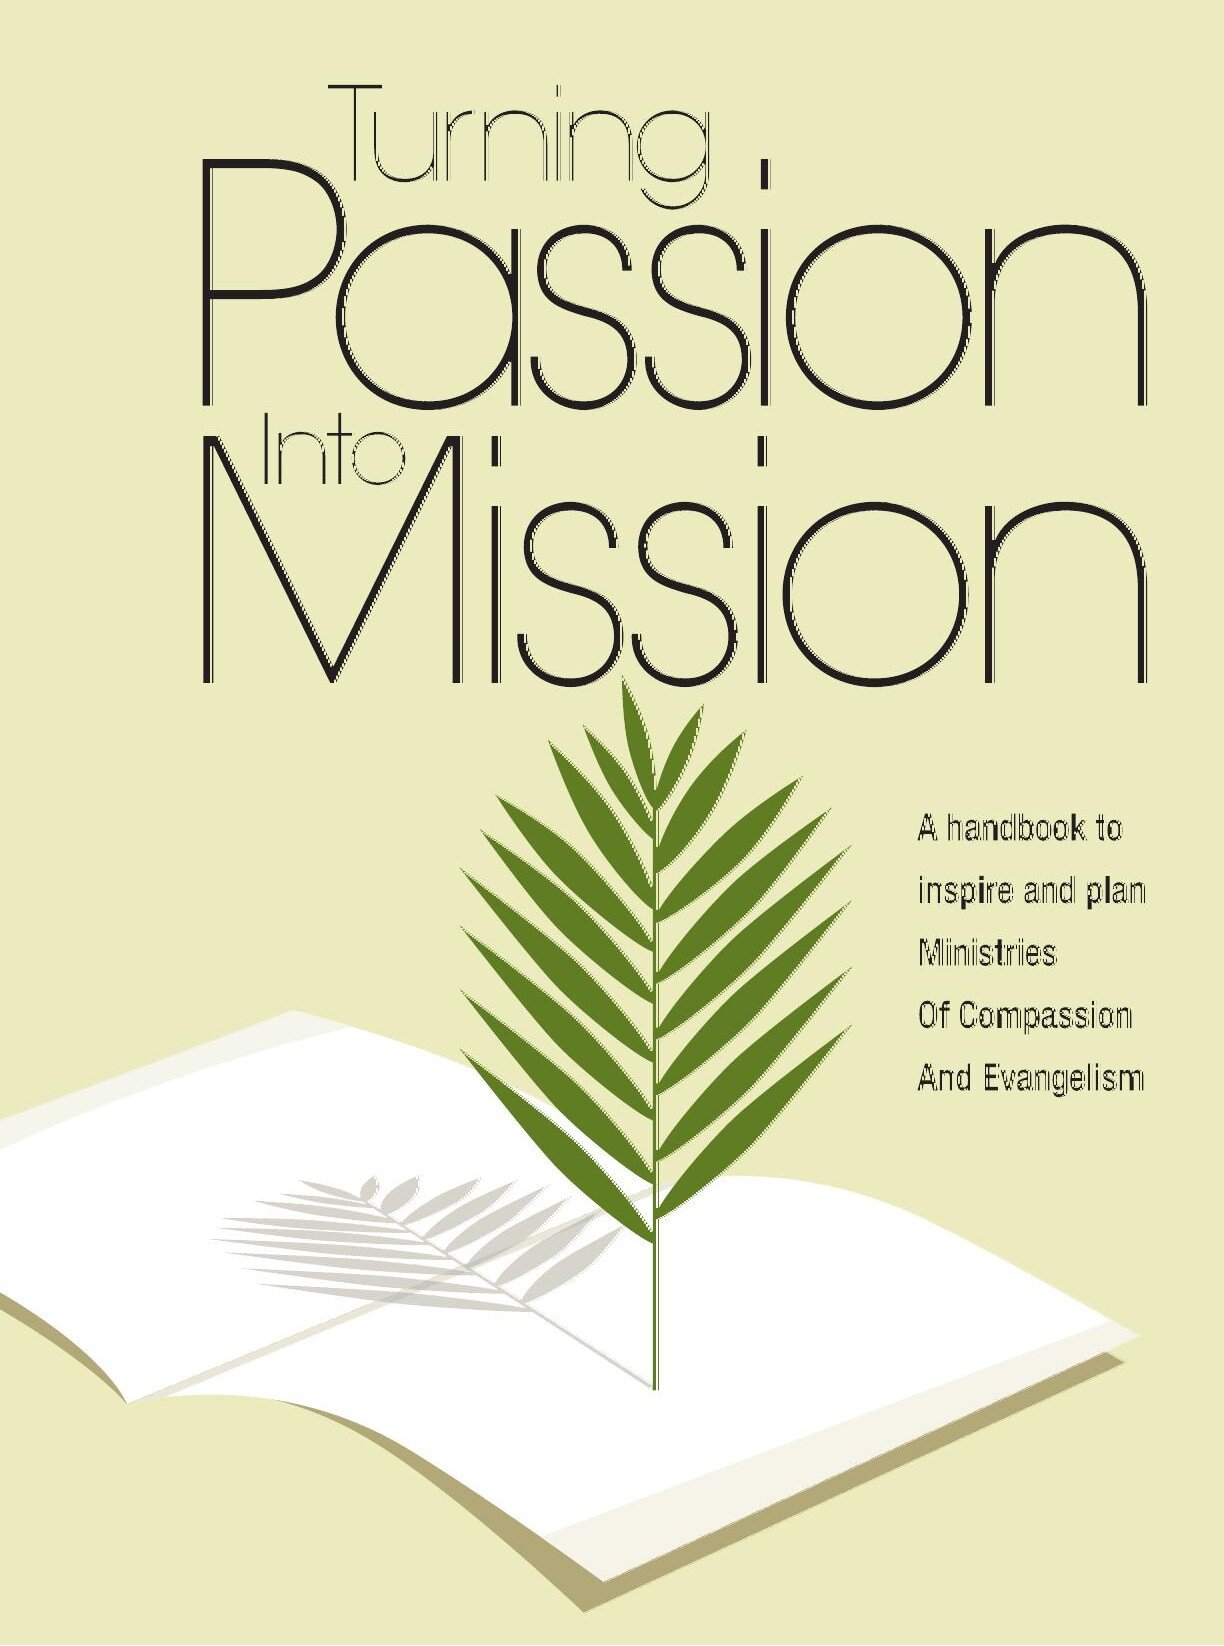 Turning
Passion
Into
Mission
A handbook to
inspire and plan
Ministries
Of Compassion
And Evangelism